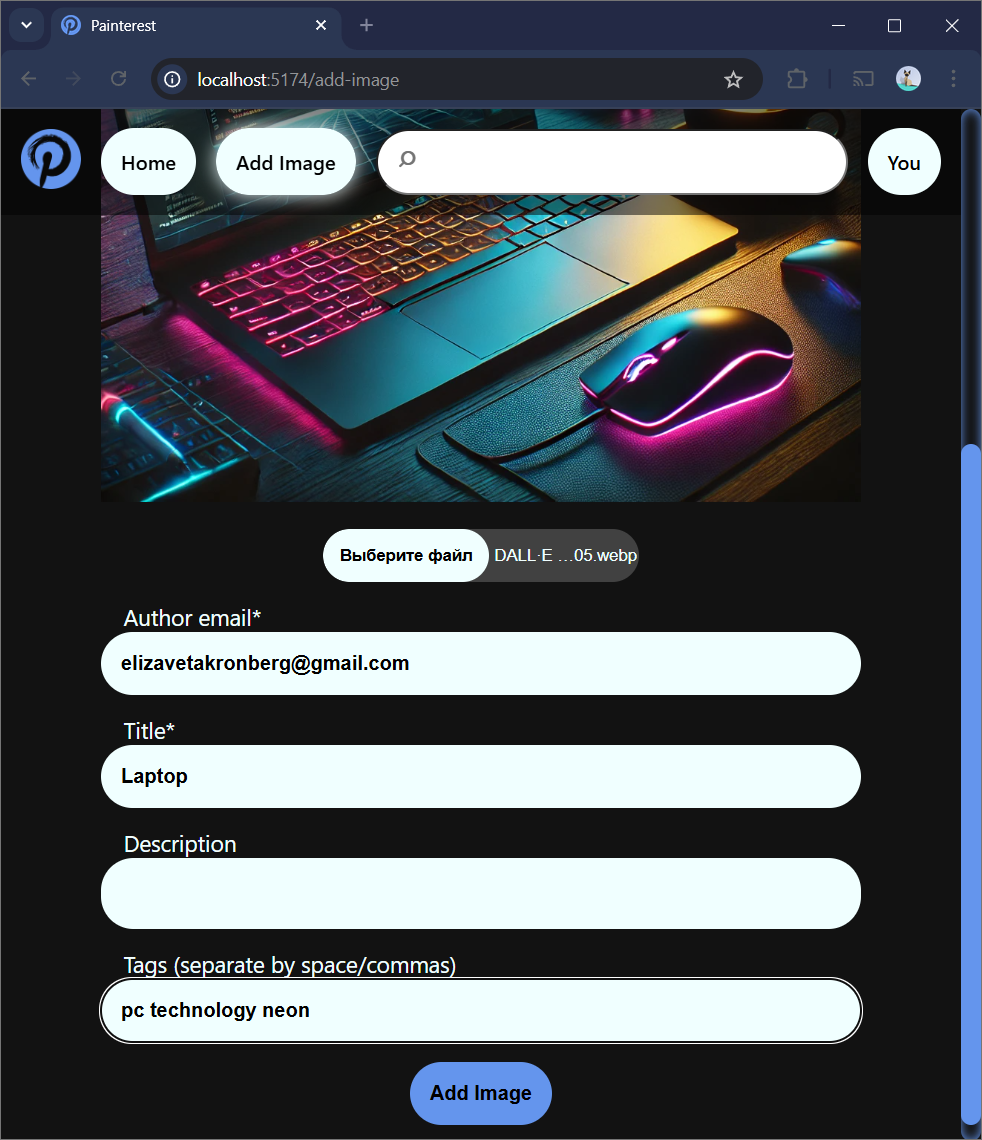 Painterest
localhost:5174/add-image
Home
Add Image
You
Выберите файл
DALL·E …05.webp
Author email*
elizavetakronberg@gmail.com
Title*
Laptop
Description
Tags (separate by space/commas)
pc technology neon
Add Image